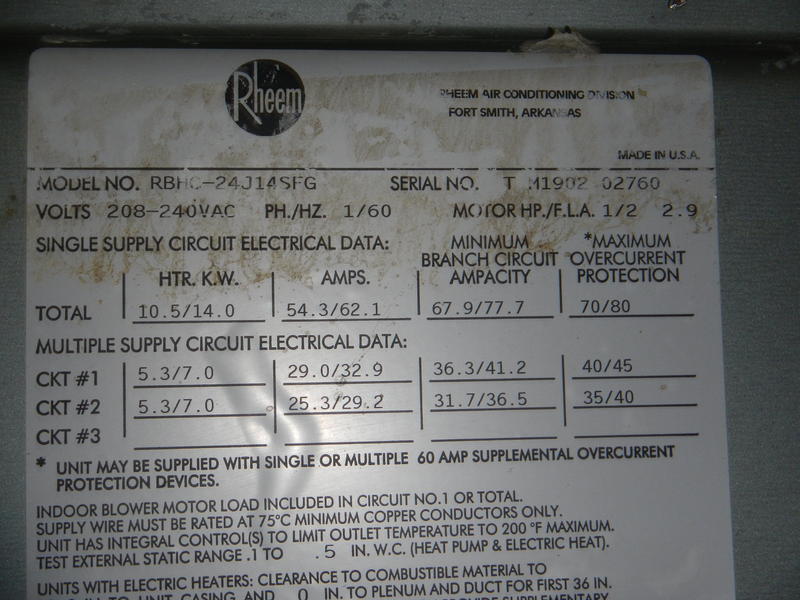 Rheem
RHEEM AIR CONDITIONING DIVISION
FORT SMITH, ARKANSAS
MADE IN U.S.A.
MODEL NO. RBHC-24J14SFG SERIAL NO. T M1902 02760
VOLTS 208-240VAC PH./HZ. 1/60 MOTOR HP./F.L.A. 1/2 2.9
SINGLE SUPPLY CIRCUIT ELECTRICAL DATA: MINIMUM *MAXIMUM
BRANCH CIRCUIT OVERCURRENT
HTR. K.W. AMPS. AMPACITY PROTECTION
TOTAL 10.5/14.0 54.3/62.1 67.9/77.7 70/80
MULTIPLE SUPPLY CIRCUIT ELECTRICAL DATA:
CKT #1 5.3/7.0 29.0/32.9 36.3/41.2 40/45
CKT #2 5.3/7.0 25.3/29.2 31.7/36.5 35/40
CKT #3
* UNIT MAY BE SUPPLIED WITH SINGLE OR MULTIPLE 60 AMP SUPPLEMENTAL OVERCURRENT
PROTECTION DEVICES.
INDOOR BLOWER MOTOR LOAD INCLUDED IN CIRCUIT NO.1 OR TOTAL.
SUPPLY WIRE MUST BE RATED AT 75°C MINIMUM COPPER CONDUCTORS ONLY.
UNIT HAS INTEGRAL CONTROL(S) TO LIMIT OUTLET TEMPERATURE TO 200 °F MAXIMUM.
TEST EXTERNAL STATIC RANGE .1 TO .5 IN. W.C. (HEAT PUMP & ELECTRIC HEAT).
UNITS WITH ELECTRIC HEATERS: CLEARANCE TO COMBUSTIBLE MATERIAL TO
IN. TO UNIT CASING AND 0 IN. TO PLENUM AND DUCT FOR FIRST 36 IN.